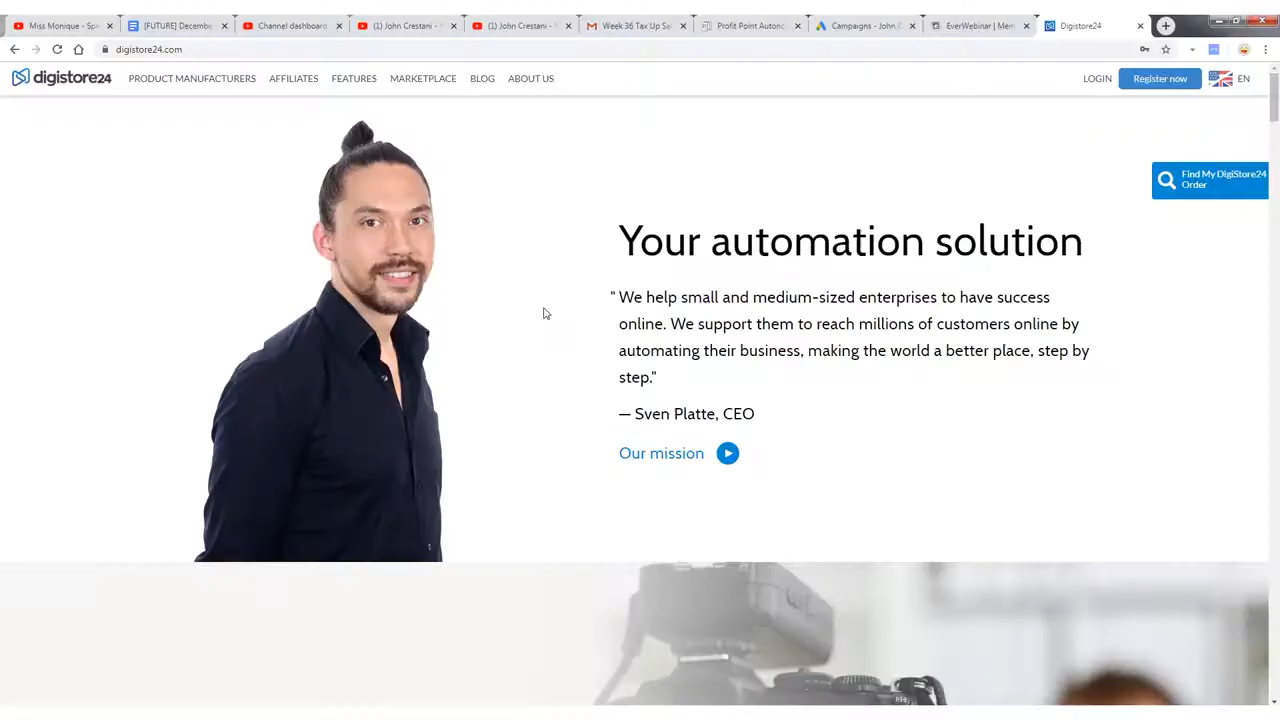 Miss Monique - Spe
[FUTURE] Decembe
Channel dashboard
(1) John Crestani -
(1) John Crestani -
Week 36 Tax Up Se
Profit Point Autono
Campaigns - John C
EverWebinar | Mem
Digistore24
digistore24.com
digistore24
PRODUCT MANUFACTURERS AFFILIATES FEATURES MARKETPLACE BLOG ABOUT US
LOGIN Register now EN
Find My DigiStore24
Order
Your automation solution
" We help small and medium-sized enterprises to have success
online. We support them to reach millions of customers online by
automating their business, making the world a better place, step by
step."
— Sven Platte, CEO
Our mission